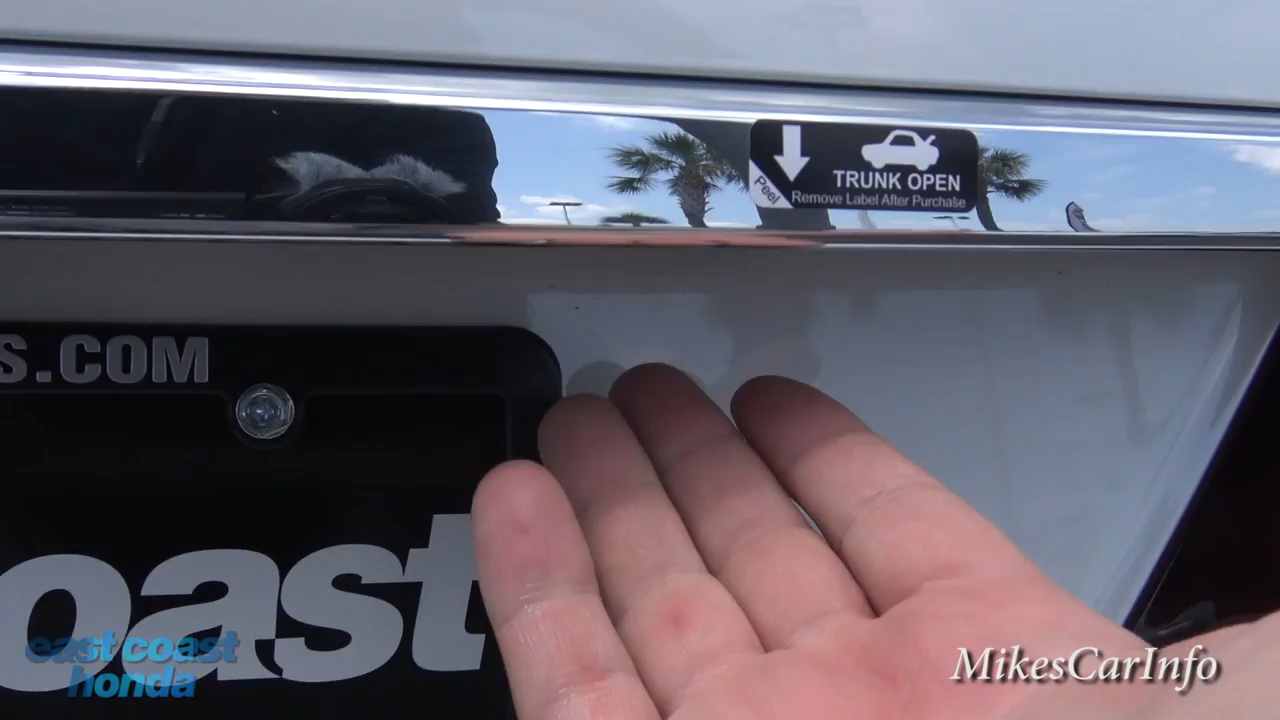 TRUNK OPEN
Peel
Remove Label After Purchase
S.COM
oast
east coast
honda
MikesCarInfo